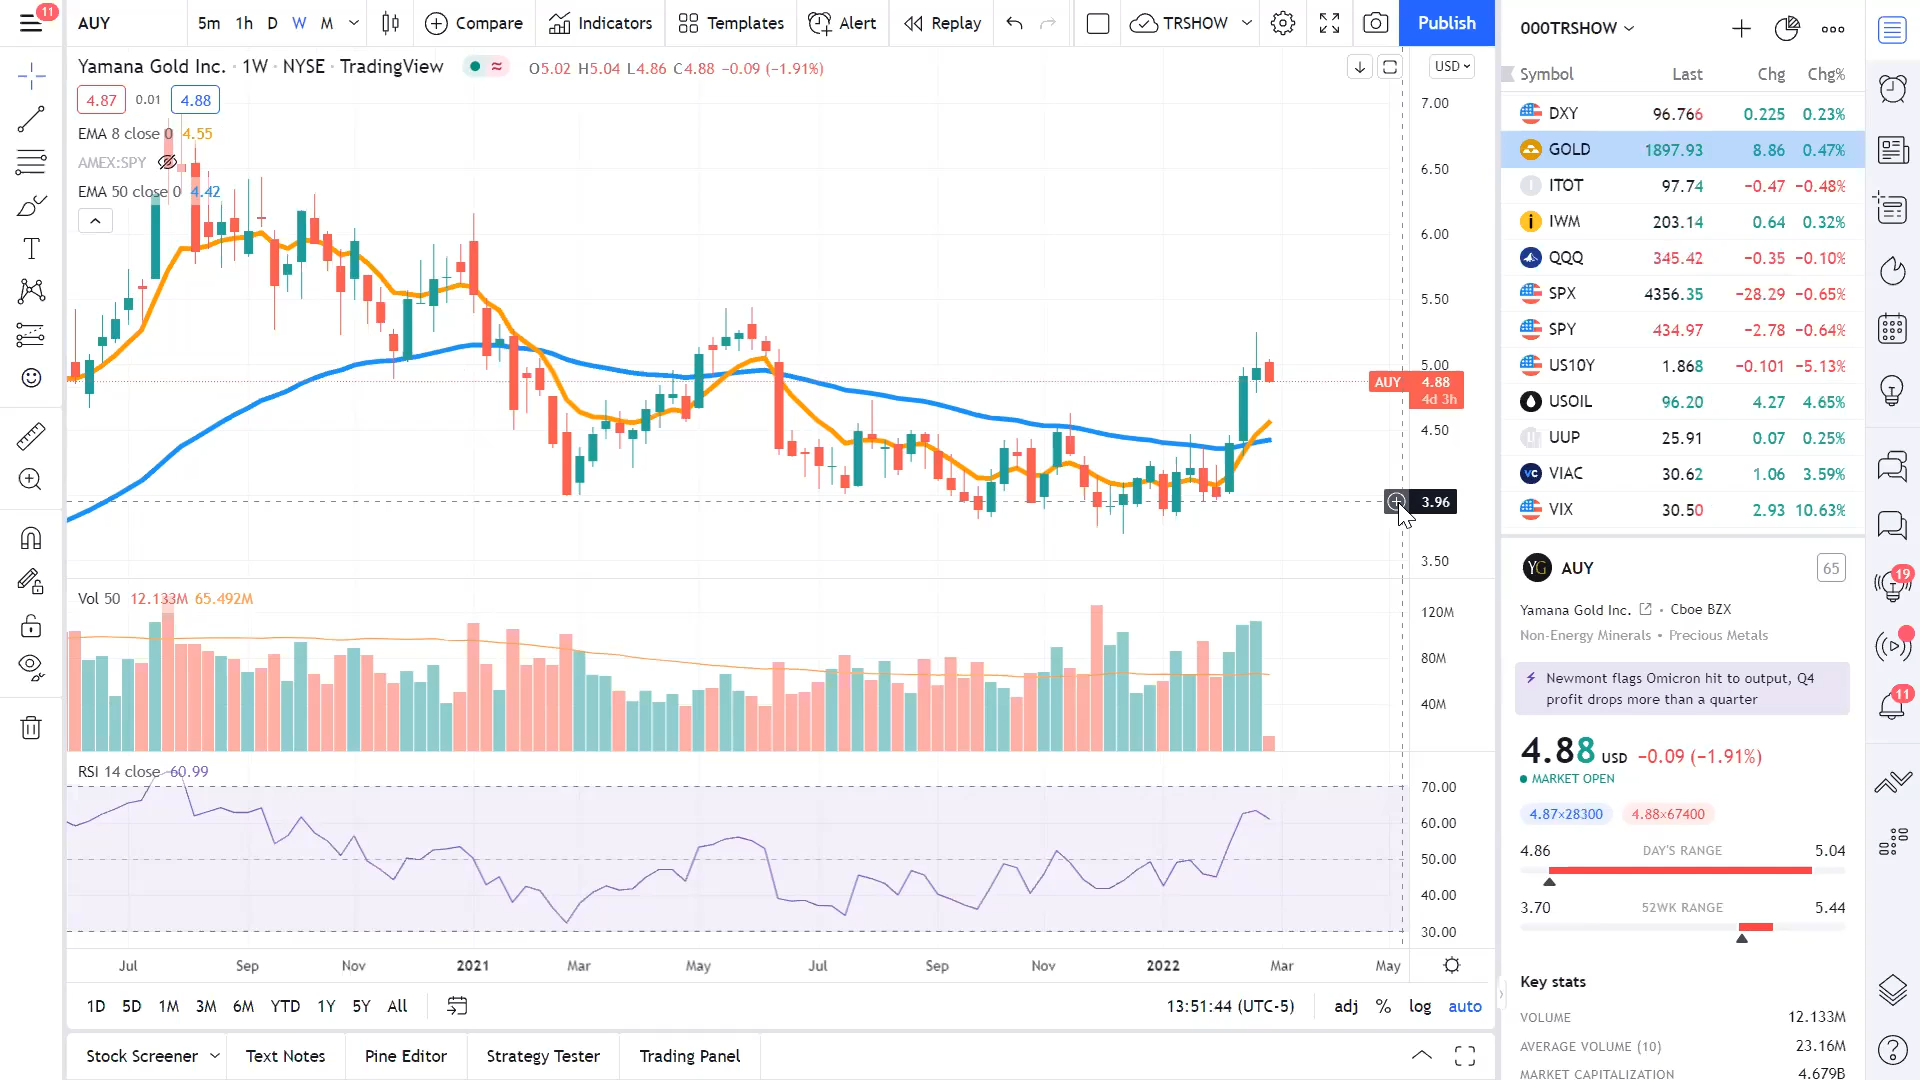 11
AUY
5m 1h D W M
Compare
Indicators
Templates
Alert
Replay
TRSHOW
Publish
Yamana Gold Inc. · 1W · NYSE · TradingView
≈
O5.02 H5.04 L4.86 C4.88 −0.09 (−1.91%)
4.87 0.01 4.88
EMA 8 close 0 4.55
AMEX:SPY
EMA 50 close 0 4.42
USD
7.00
6.50
6.00
5.50
5.00
AUY 4.88
4d 3h
4.50
3.96
3.50
Vol 50 12.133M 65.492M
120M
80M
40M
RSI 14 close 60.99
70.00
60.00
50.00
40.00
30.00
Jul Sep Nov 2021 Mar May Jul Sep Nov 2022 Mar May
1D 5D 1M 3M 6M YTD 1Y 5Y All
13:51:44 (UTC-5) adj % log auto
Stock Screener Text Notes Pine Editor Strategy Tester Trading Panel
000TRSHOW
Symbol Last Chg Chg%
DXY 96.766 0.225 0.23%
GOLD 1897.93 8.86 0.47%
ITOT 97.74 −0.47 −0.48%
IWM 203.14 0.64 0.32%
QQQ 345.42 −0.35 −0.10%
SPX 4356.35 −28.29 −0.65%
SPY 434.97 −2.78 −0.64%
US10Y 1.868 −0.101 −5.13%
USOIL 96.20 4.27 4.65%
UUP 25.91 0.07 0.25%
VIAC 30.62 1.06 3.59%
VIX 30.50 2.93 10.63%
YG AUY 65
Yamana Gold Inc. • Cboe BZX
Non-Energy Minerals • Precious Metals
Newmont flags Omicron hit to output, Q4
profit drops more than a quarter
4.88 USD −0.09 (−1.91%)
MARKET OPEN
4.87×28300 4.88×67400
4.86 DAY'S RANGE 5.04
3.70 52WK RANGE 5.44
Key stats
VOLUME 12.133M
AVERAGE VOLUME (10) 23.16M
MARKET CAPITALIZATION 4.679B
19
11